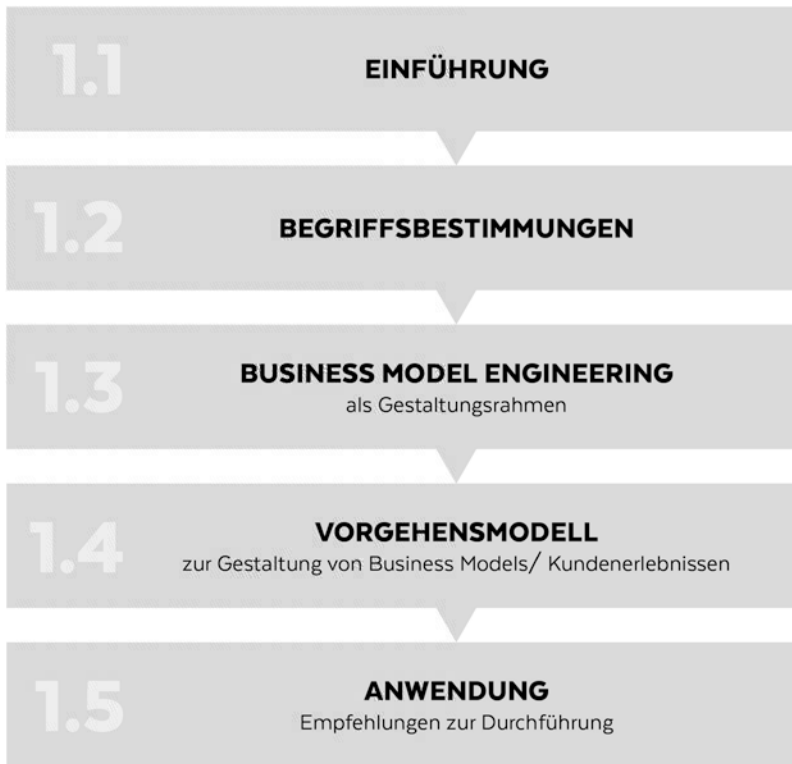 1.1
EINFÜHRUNG
1.2
BEGRIFFSBESTIMMUNGEN
1.3
BUSINESS MODEL ENGINEERING
als Gestaltungsrahmen
1.4
VORGEHENSMODELL
zur Gestaltung von Business Models/ Kundenerlebnissen
1.5
ANWENDUNG
Empfehlungen zur Durchführung